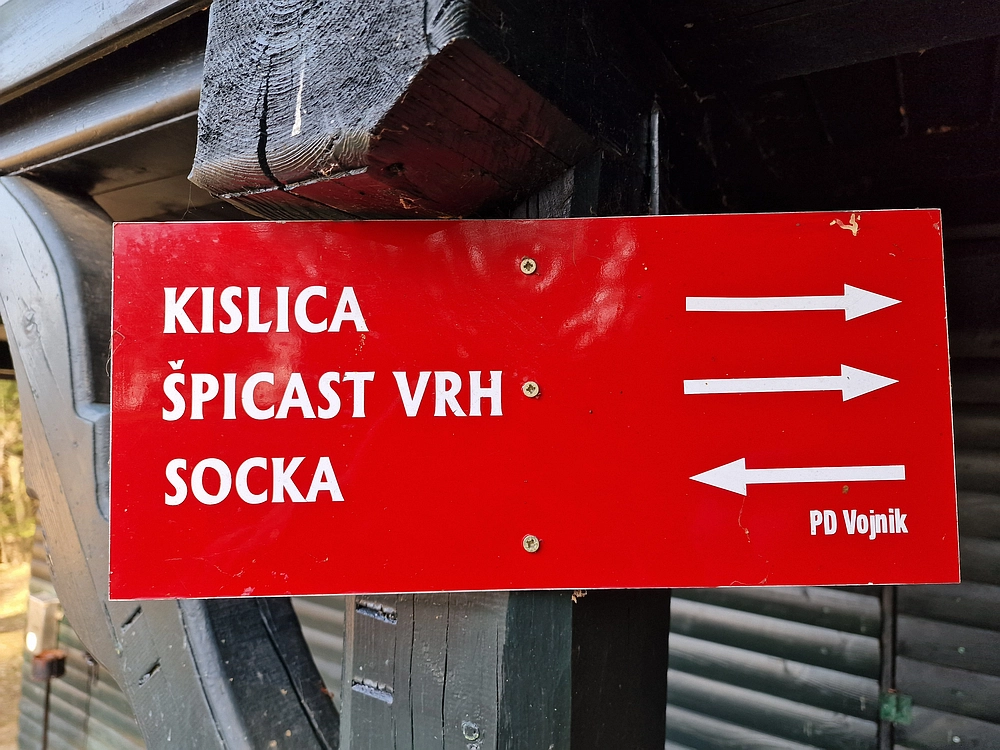 KISLICA
ŠPICAST VRH
SOCKA
PD Vojnik